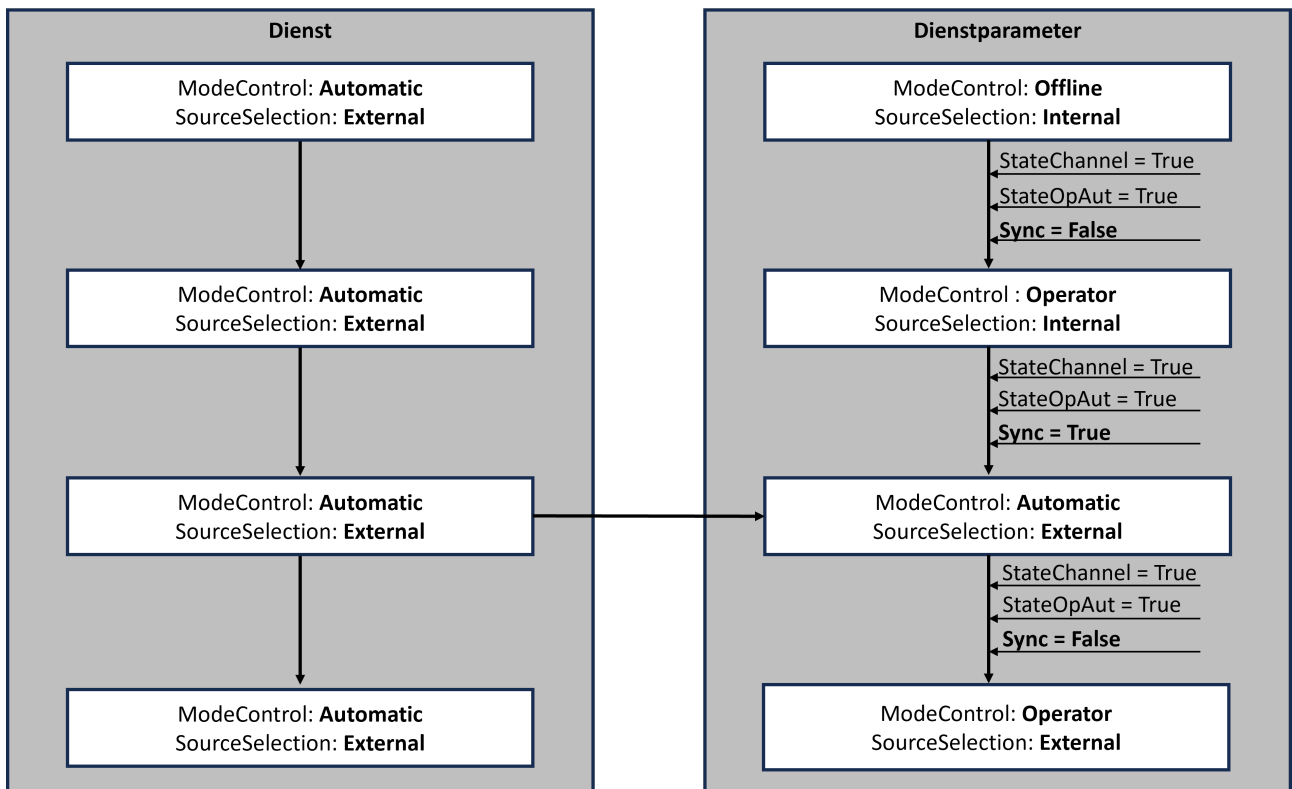 Dienst
ModeControl: Automatic
SourceSelection: External
ModeControl: Automatic
SourceSelection: External
ModeControl: Automatic
SourceSelection: External
ModeControl: Automatic
SourceSelection: External
Dienstparameter
ModeControl: Offline
SourceSelection: Internal
StateChannel = True
StateOpAut = True
Sync = False
ModeControl : Operator
SourceSelection: Internal
StateChannel = True
StateOpAut = True
Sync = True
ModeControl: Automatic
SourceSelection: External
StateChannel = True
StateOpAut = True
Sync = False
ModeControl: Operator
SourceSelection: External